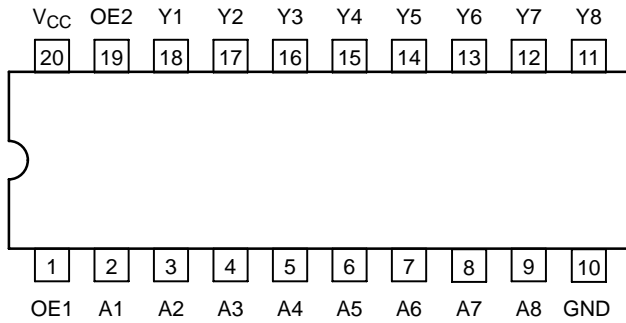 VCC OE2 Y1 Y2 Y3 Y4 Y5 Y6 Y7 Y8
20 19 18 17 16 15 14 13 12 11
1 2 3 4 5 6 7 8 9 10
OE1 A1 A2 A3 A4 A5 A6 A7 A8 GND